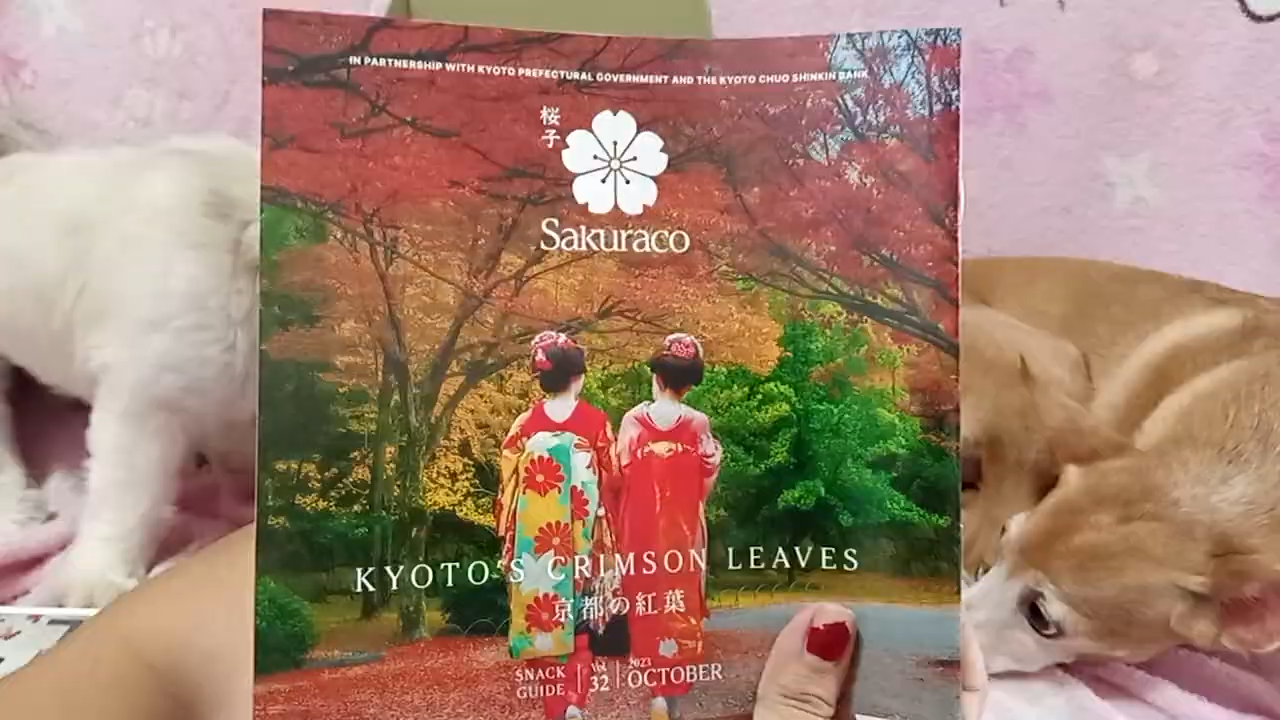 IN PARTNERSHIP WITH KYOTO PREFECTURAL GOVERNMENT AND THE KYOTO CHUO SHINKIN BANK
桜子
Sakuraco
KYOTO'S CRIMSON LEAVES
京都の紅葉
SNACK GUIDE
Vol 32
2023 OCTOBER